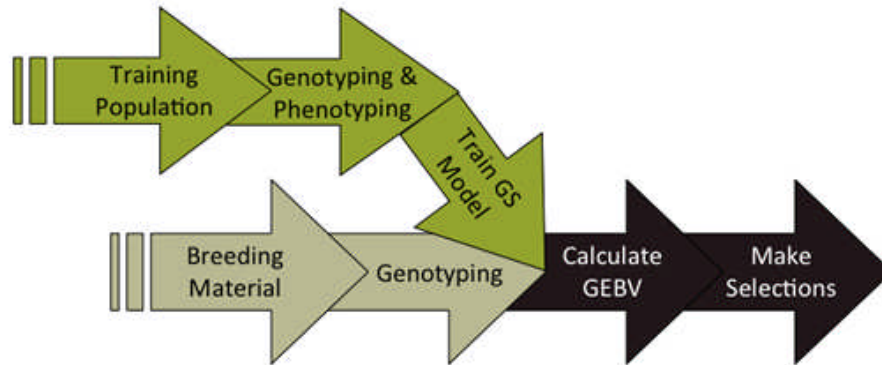 Training
Population
Genotyping &
Phenotyping
Train GS
Model
Breeding
Material
Genotyping
Calculate
GEBV
Make
Selections